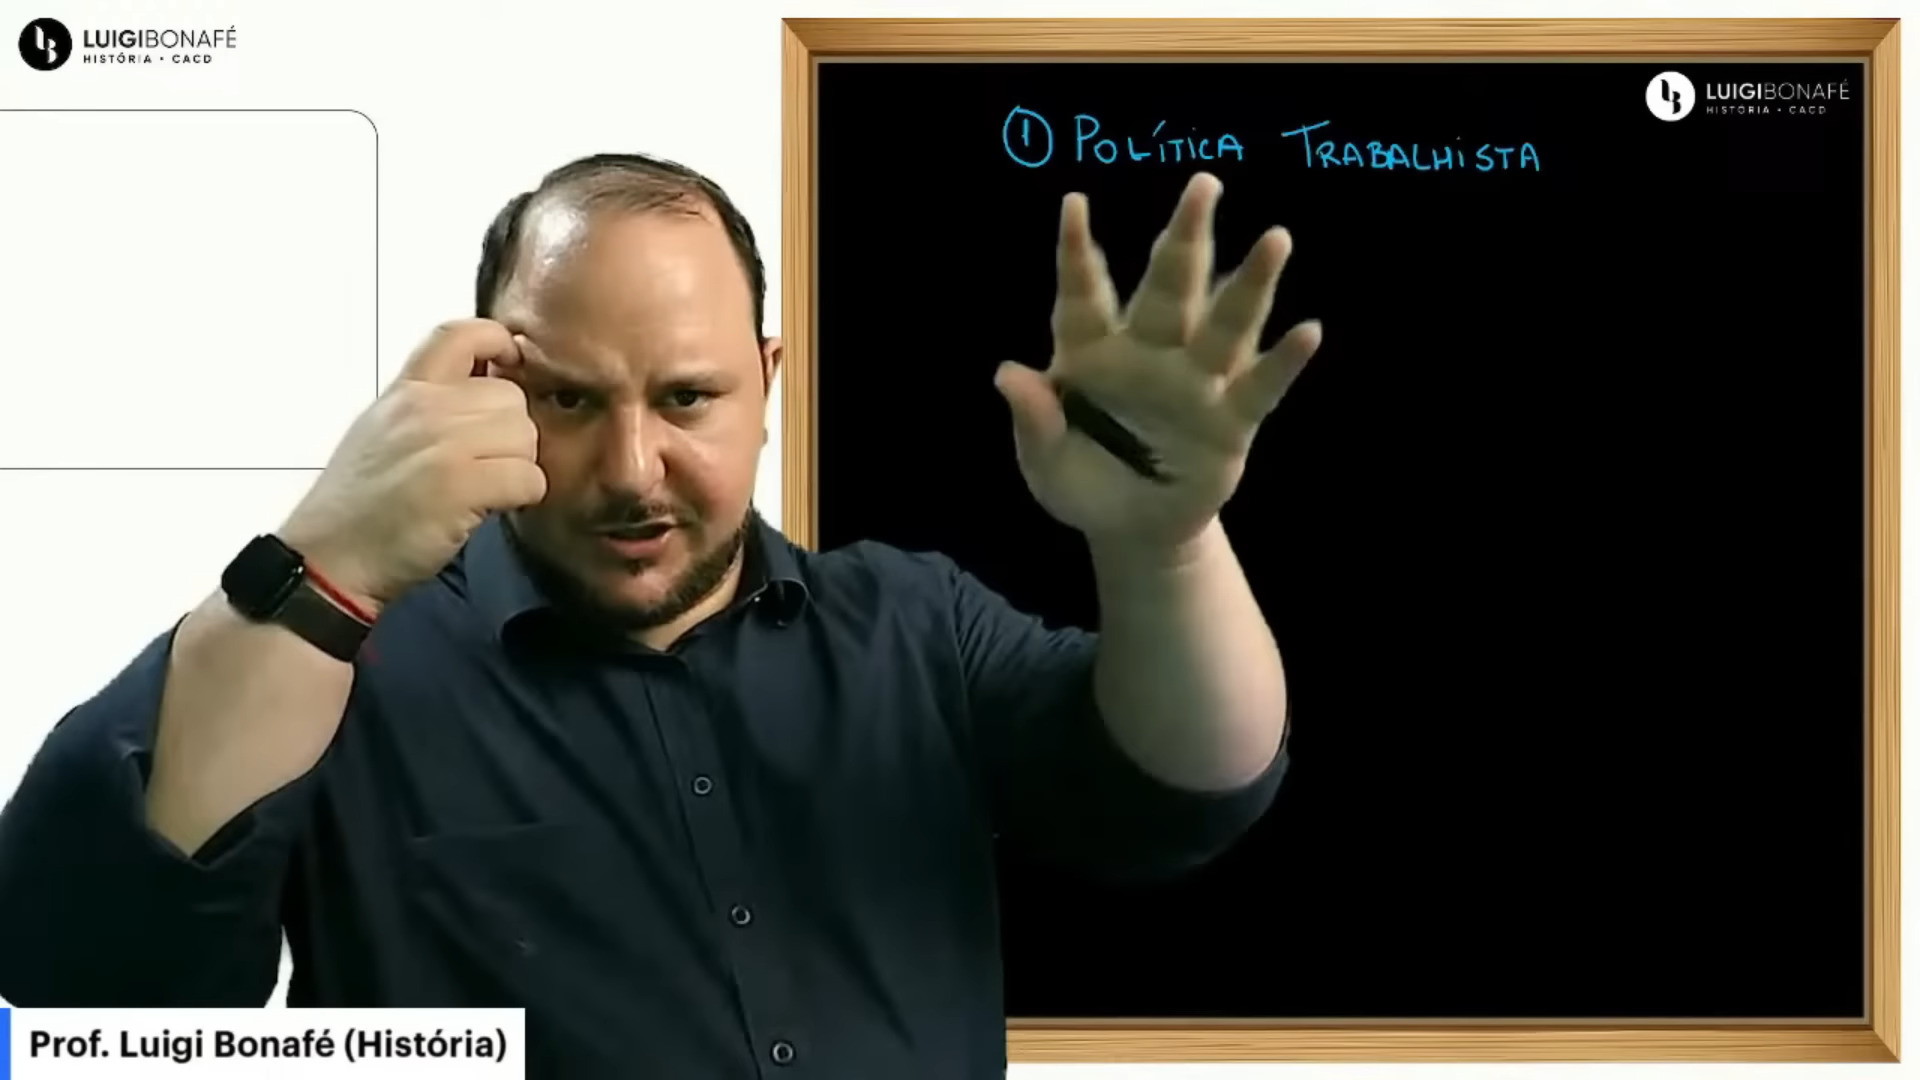 LUIGIBONAFÉ
HISTÓRIA • CACD
LUIGIBONAFÉ
HISTÓRIA • CACD
① POLÍTICA TRABALHISTA
Prof. Luigi Bonafé (História)